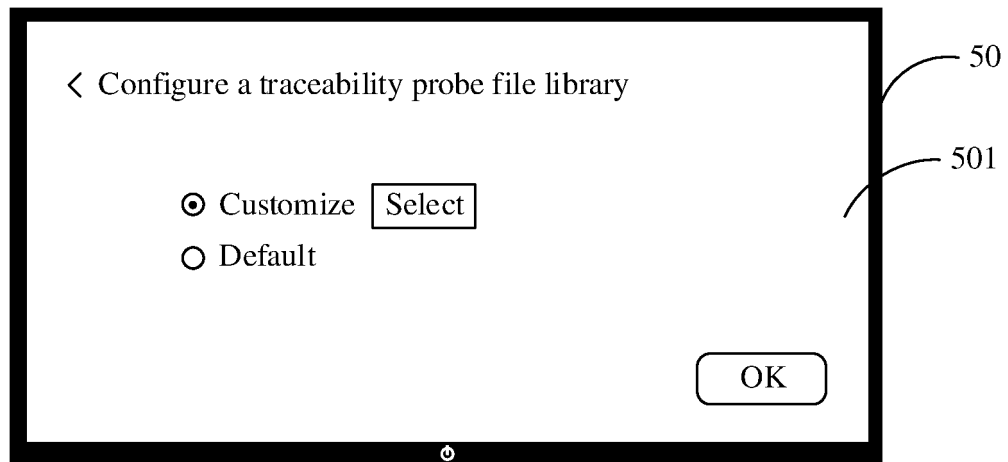 < Configure a traceability probe file library
50
501
Customize Select
Default
OK